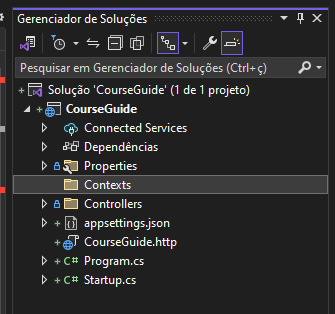 Gerenciador de Soluções
Pesquisar em Gerenciador de Soluções (Ctrl+ç)
Solução 'CourseGuide' (1 de 1 projeto)
CourseGuide
Connected Services
Dependências
Properties
Contexts
Controllers
appsettings.json
CourseGuide.http
C# Program.cs
C# Startup.cs